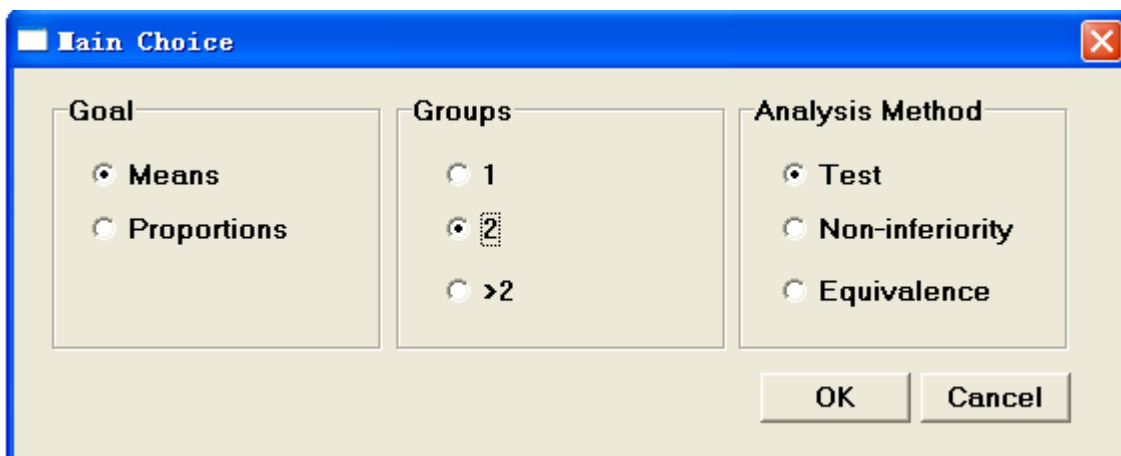 Main Choice
Goal
Means
Proportions
Groups
1
2
>2
Analysis Method
Test
Non-inferiority
Equivalence
OK
Cancel